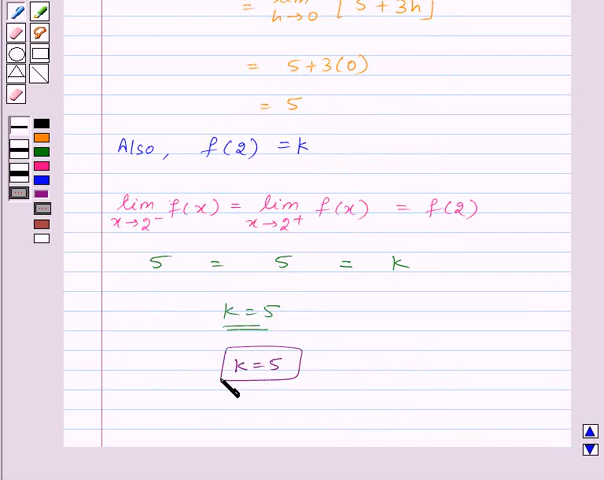 = lim h→0 [ 5 + 3h ]
= 5 + 3(0)
= 5
Also, f(2) = k
lim x→2⁻ f(x) = lim x→2⁺ f(x) = f(2)
5 = 5 = k
k = 5
k = 5